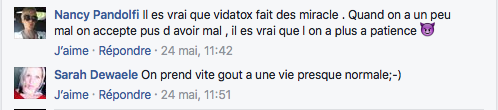 Nancy Pandolfi Il es vrai que vidatox fait des miracle . Quand on a un peu
mal on accepte pus d avoir mal , il es vrai que l on a plus a patience 😈
J'aime · Répondre · 24 mai, 11:42
Sarah Dewaele On prend vite gout a une vie presque normale;-)
J'aime · Répondre · 24 mai, 11:51